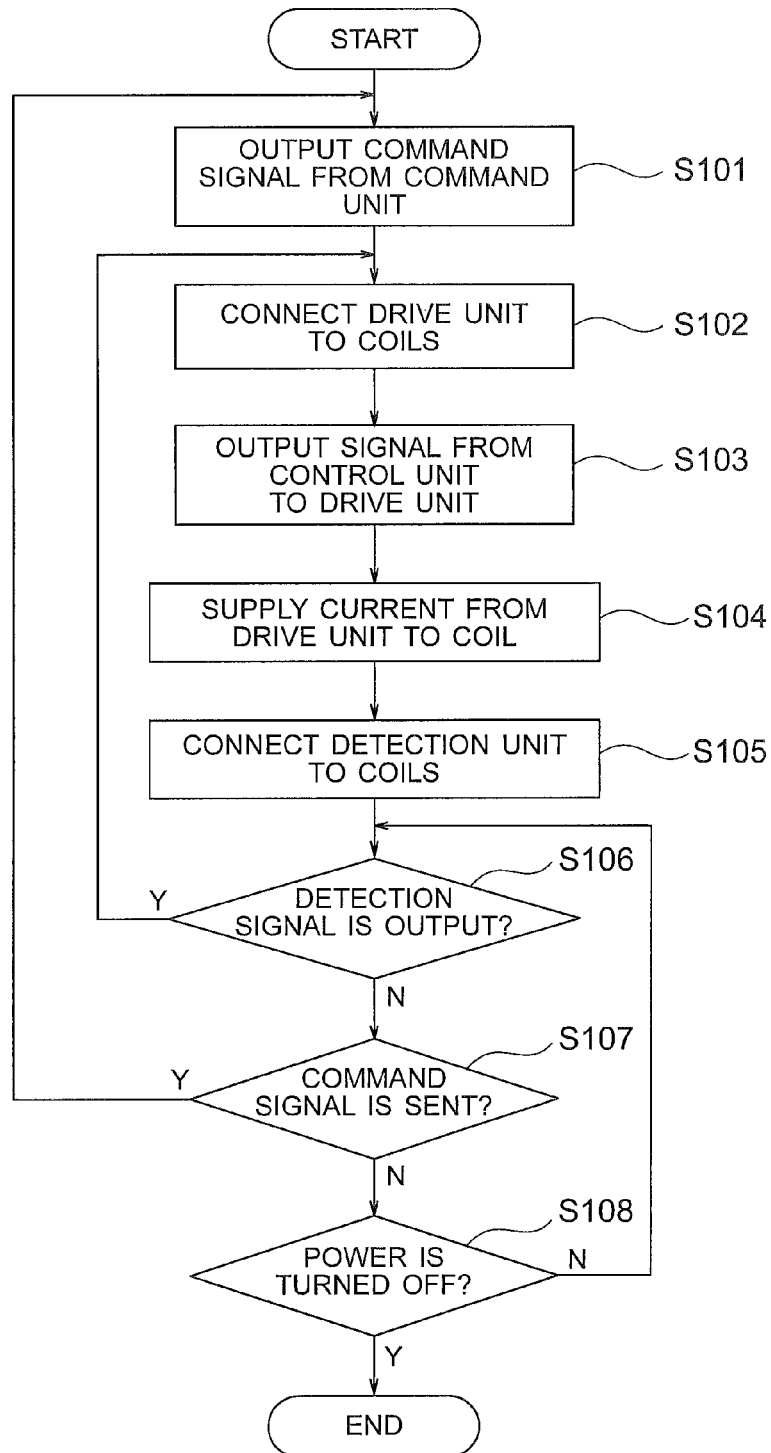 START
OUTPUT COMMAND
SIGNAL FROM COMMAND
UNIT
S101
CONNECT DRIVE UNIT
TO COILS
S102
OUTPUT SIGNAL FROM
CONTROL UNIT
TO DRIVE UNIT
S103
SUPPLY CURRENT FROM
DRIVE UNIT TO COIL
S104
CONNECT DETECTION UNIT
TO COILS
S105
S106
Y
DETECTION
SIGNAL IS OUTPUT?
N
S107
Y
COMMAND
SIGNAL IS SENT?
N
S108
POWER IS
TURNED OFF?
N
Y
END